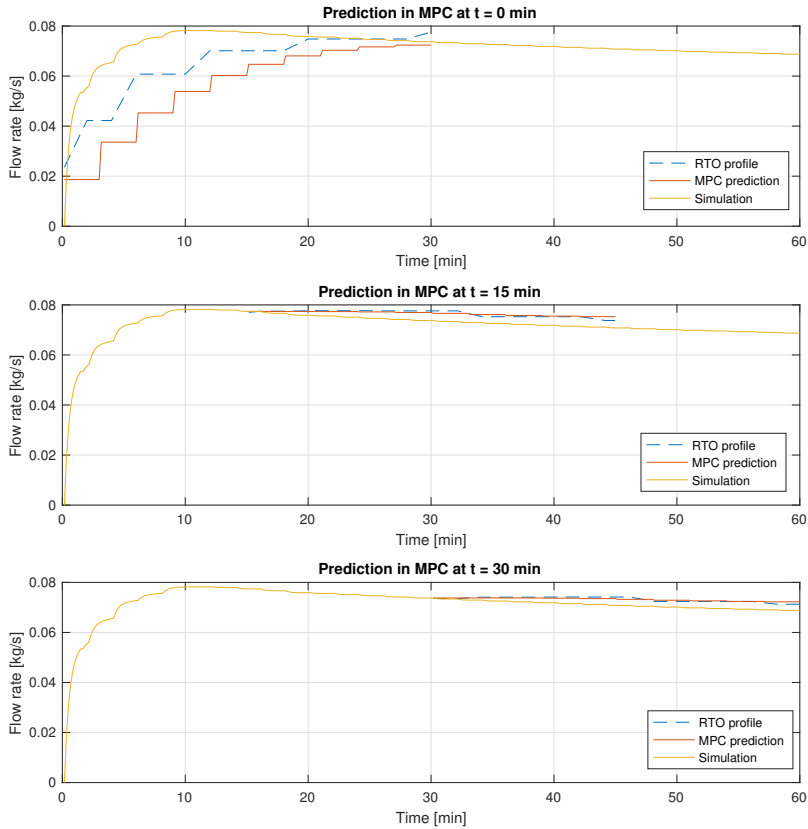 Prediction in MPC at t = 0 min
0.08
0.06
0.04
0.02
0
Flow rate [kg/s]
RTO profile
MPC prediction
Simulation
0 10 20 30 40 50 60
Time [min]
Prediction in MPC at t = 15 min
0.08
0.06
0.04
0.02
0
Flow rate [kg/s]
RTO profile
MPC prediction
Simulation
0 10 20 30 40 50 60
Time [min]
Prediction in MPC at t = 30 min
0.08
0.06
0.04
0.02
0
Flow rate [kg/s]
RTO profile
MPC prediction
Simulation
0 10 20 30 40 50 60
Time [min]